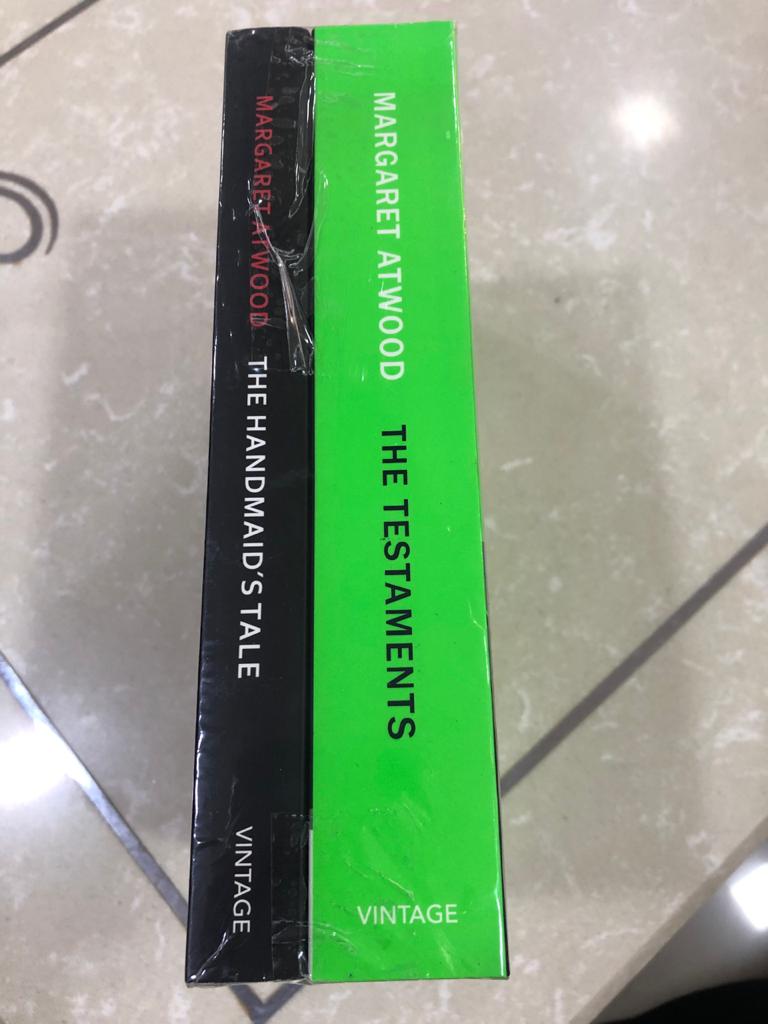 MARGARET ATWOOD THE HANDMAID'S TALE VINTAGE
MARGARET ATWOOD THE TESTAMENTS
VINTAGE